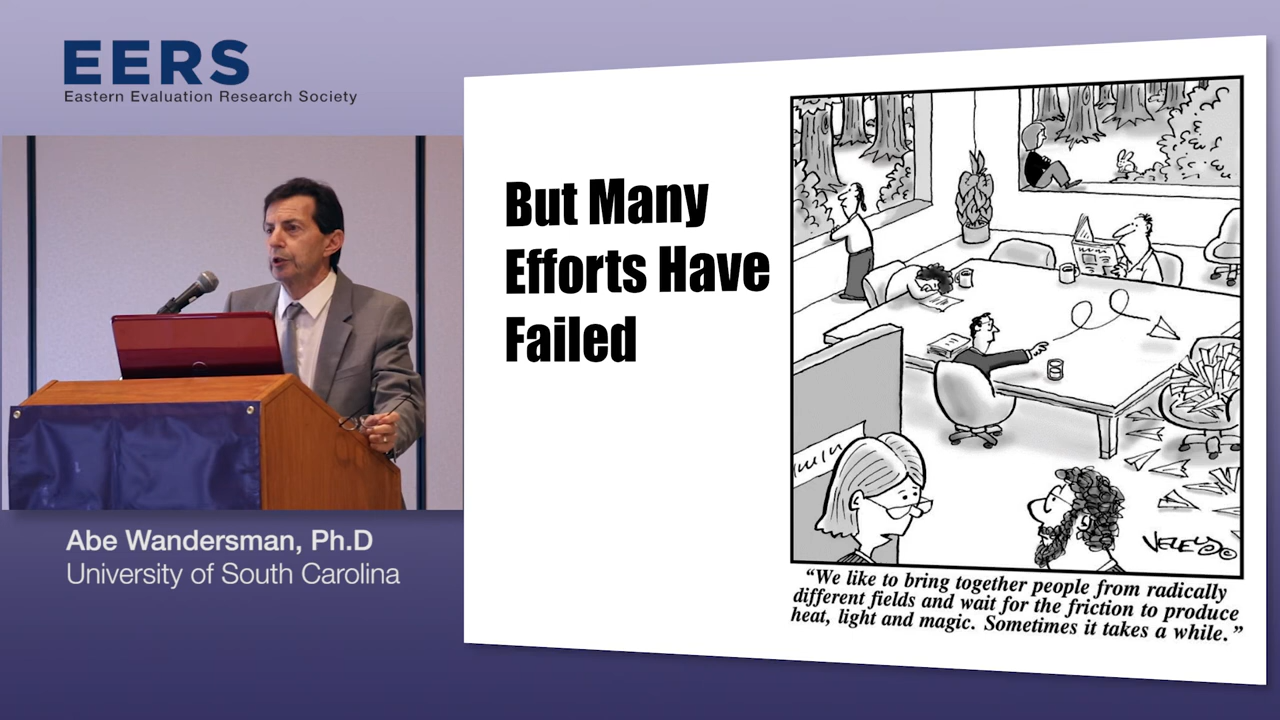 EERS
Eastern Evaluation Research Society
Abe Wandersman, Ph.D
University of South Carolina
But Many
Efforts Have
Failed
"We like to bring together people from radically
different fields and wait for the friction to produce
heat, light and magic. Sometimes it takes a while."